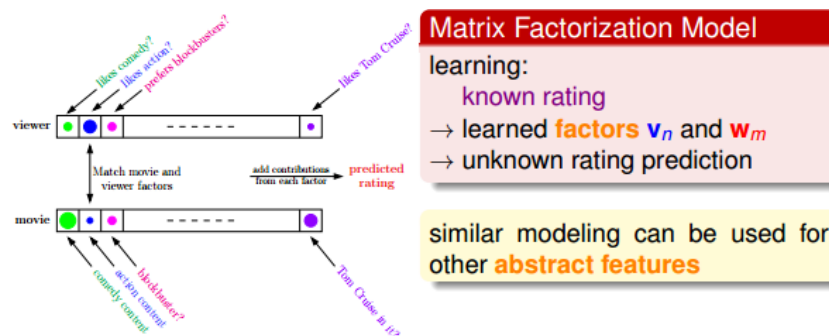 likes comedy?
likes action?
prefers blockbusters?
likes Tom Cruise?
viewer
Match movie and
viewer factors
add contributions
from each factor
predicted
rating
movie
comedy content
action content
blockbuster?
Tom Cruise in it?
Matrix Factorization Model
learning:
known rating
→ learned factors vₙ and wₘ
→ unknown rating prediction
similar modeling can be used for
other abstract features